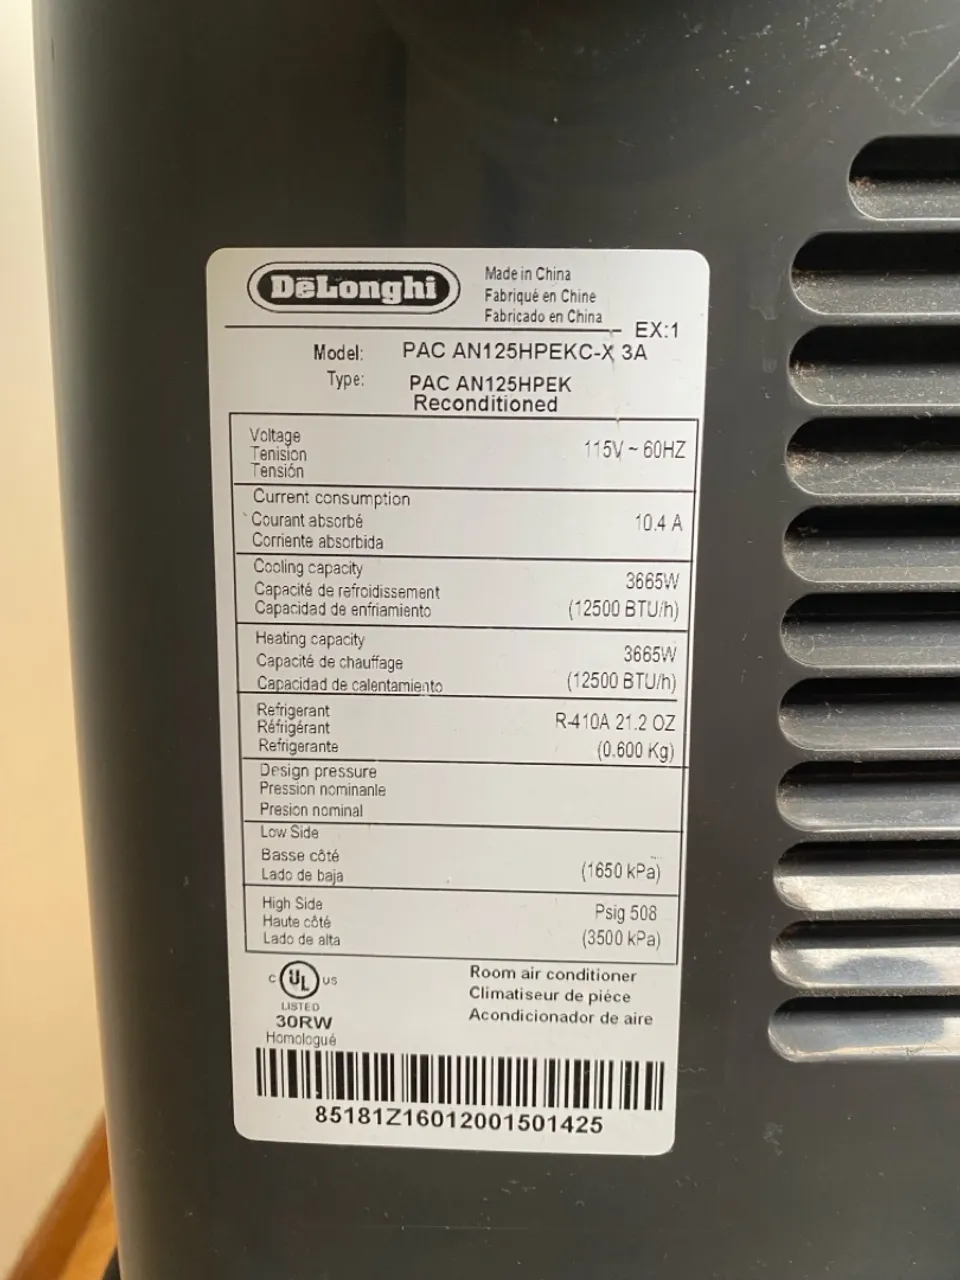 DeLonghi
Made in China
Fabriqué en Chine
Fabricado en China
EX:1
Model: PAC AN125HPEKC-X 3A
Type: PAC AN125HPEK
Reconditioned
Voltage
Tenision
Tensión
115V ~ 60HZ
Current consumption
Courant absorbé
Corriente absorbida
10.4 A
Cooling capacity
Capacité de refroidissement
Capacidad de enfriamiento
3665W
(12500 BTU/h)
Heating capacity
Capacité de chauffage
Capacidad de calentamiento
3665W
(12500 BTU/h)
Refrigerant
Réfrigérant
Refrigerante
R-410A 21.2 OZ
(0.600 Kg)
Design pressure
Pression nominanle
Presion nominal
Low Side
Basse côté
Lado de baja
(1650 kPa)
High Side
Haute côté
Lado de alta
Psig 508
(3500 kPa)
C UL US
LISTED
30RW
Homologué
Room air conditioner
Climatiseur de piéce
Acondicionador de aire
85181Z16012001501425